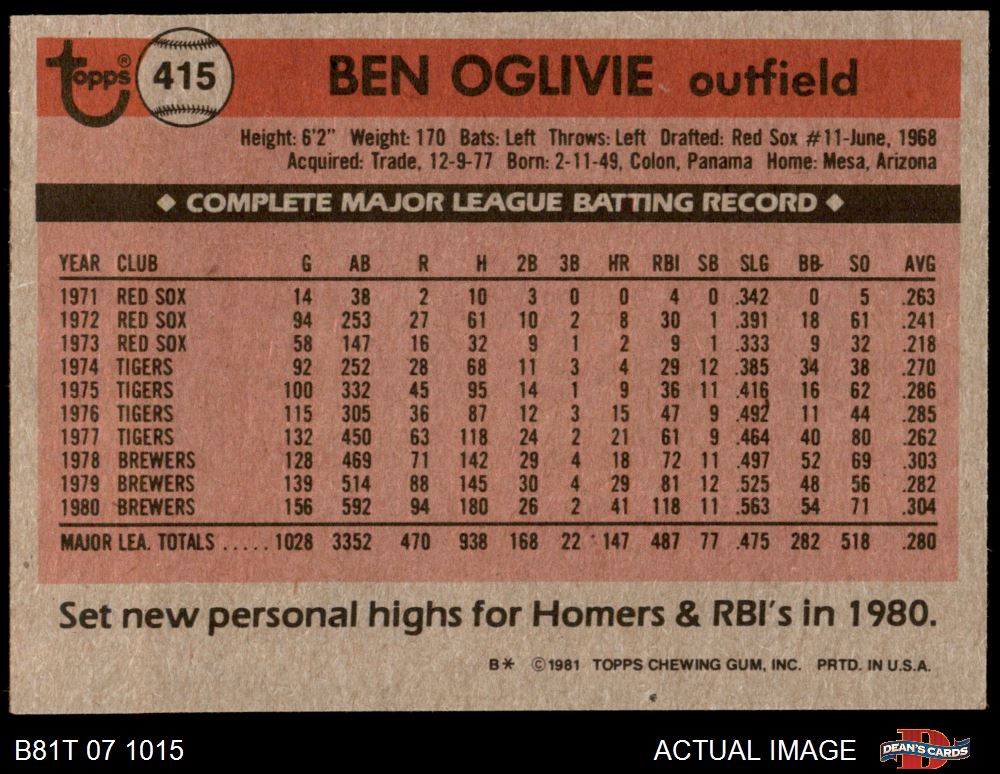 topps® 415 BEN OGLIVIE outfield
Height: 6'2" Weight: 170 Bats: Left Throws: Left Drafted: Red Sox #11-June, 1968
Acquired: Trade, 12-9-77 Born: 2-11-49, Colon, Panama Home: Mesa, Arizona
◆ COMPLETE MAJOR LEAGUE BATTING RECORD ◆
YEAR CLUB G AB R H 2B 3B HR RBI SB SLG BB SO AVG
1971 RED SOX 14 38 2 10 3 0 0 4 0 .342 0 5 .263
1972 RED SOX 94 253 27 61 10 2 8 30 1 .391 18 61 .241
1973 RED SOX 58 147 16 32 9 1 2 9 1 .333 9 32 .218
1974 TIGERS 92 252 28 68 11 3 4 29 12 .385 34 38 .270
1975 TIGERS 100 332 45 95 14 1 9 36 11 .416 16 62 .286
1976 TIGERS 115 305 36 87 12 3 15 47 9 .492 11 44 .285
1977 TIGERS 132 450 63 118 24 2 21 61 9 .464 40 80 .262
1978 BREWERS 128 469 71 142 29 4 18 72 11 .497 52 69 .303
1979 BREWERS 139 514 88 145 30 4 29 81 12 .525 48 56 .282
1980 BREWERS 156 592 94 180 26 2 41 118 11 .563 54 71 .304
MAJOR LEA. TOTALS ..... 1028 3352 470 938 168 22 147 487 77 .475 282 518 .280
Set new personal highs for Homers & RBI's in 1980.
B* ©1981 TOPPS CHEWING GUM, INC. PRTD. IN U.S.A.
B81T 07 1015 ACTUAL IMAGE DEAN'S CARDS